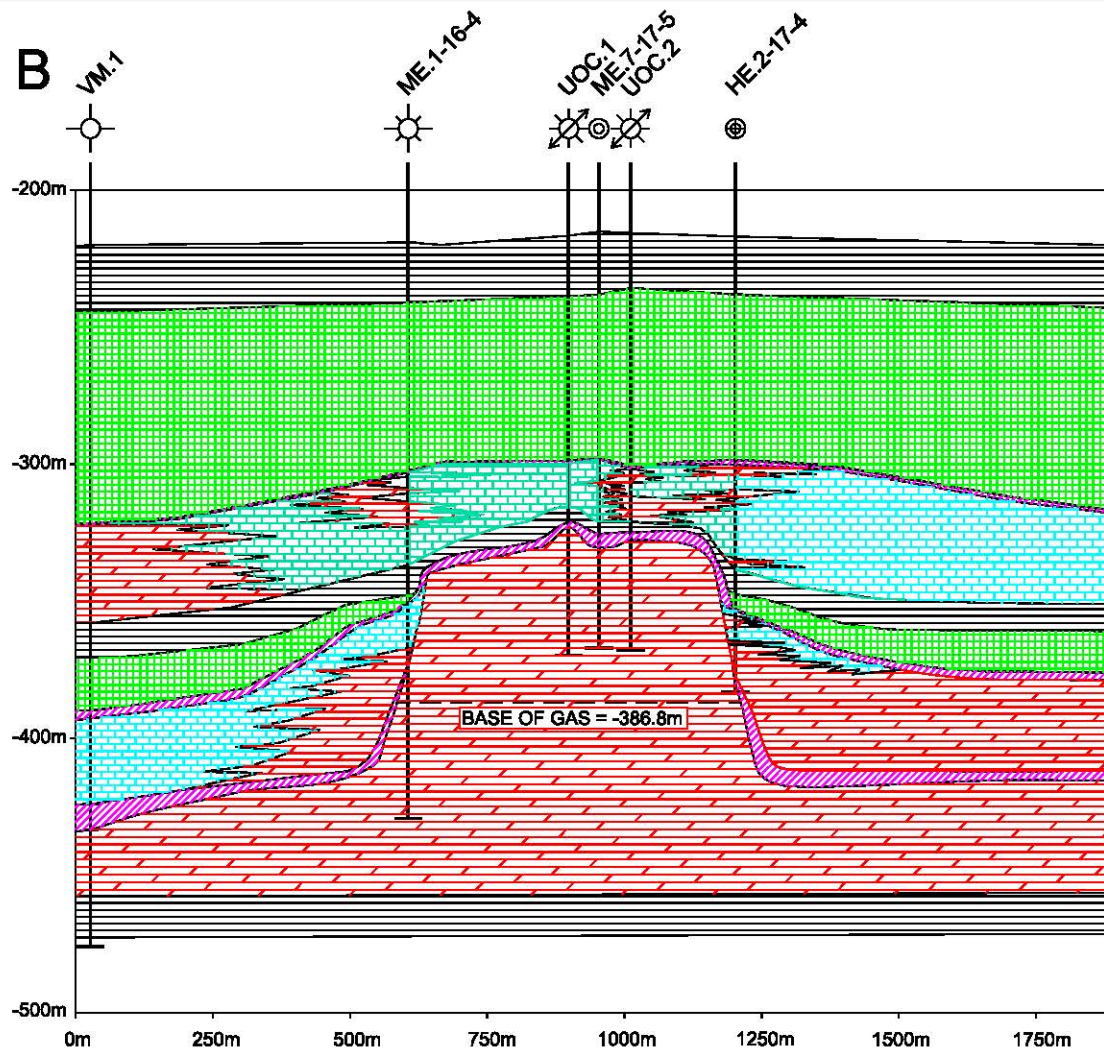 B
VM.1
ME.1-16-4
UOC.1
ME.7-17-5
UOC.2
HE.2-17-4
-200m
-300m
-400m
-500m
BASE OF GAS = -386.8m
0m
250m
500m
750m
1000m
1250m
1500m
1750m